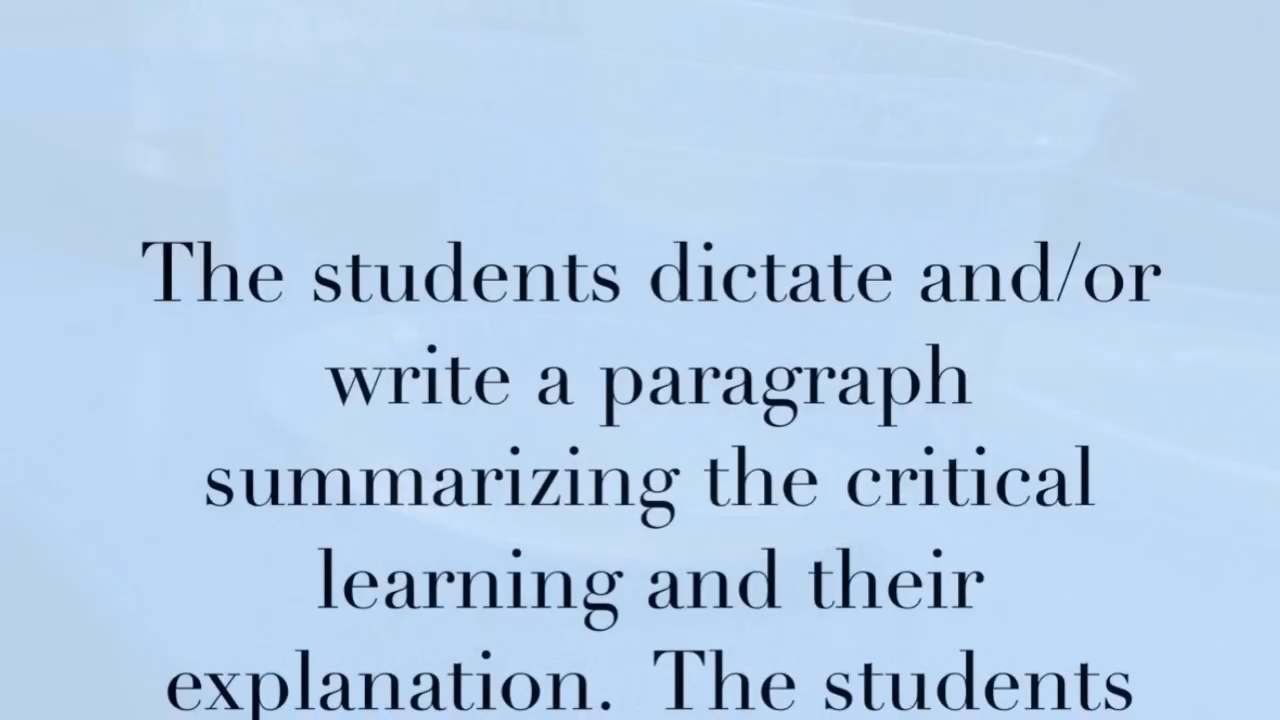 The students dictate and/or
write a paragraph
summarizing the critical
learning and their
explanation.  The students